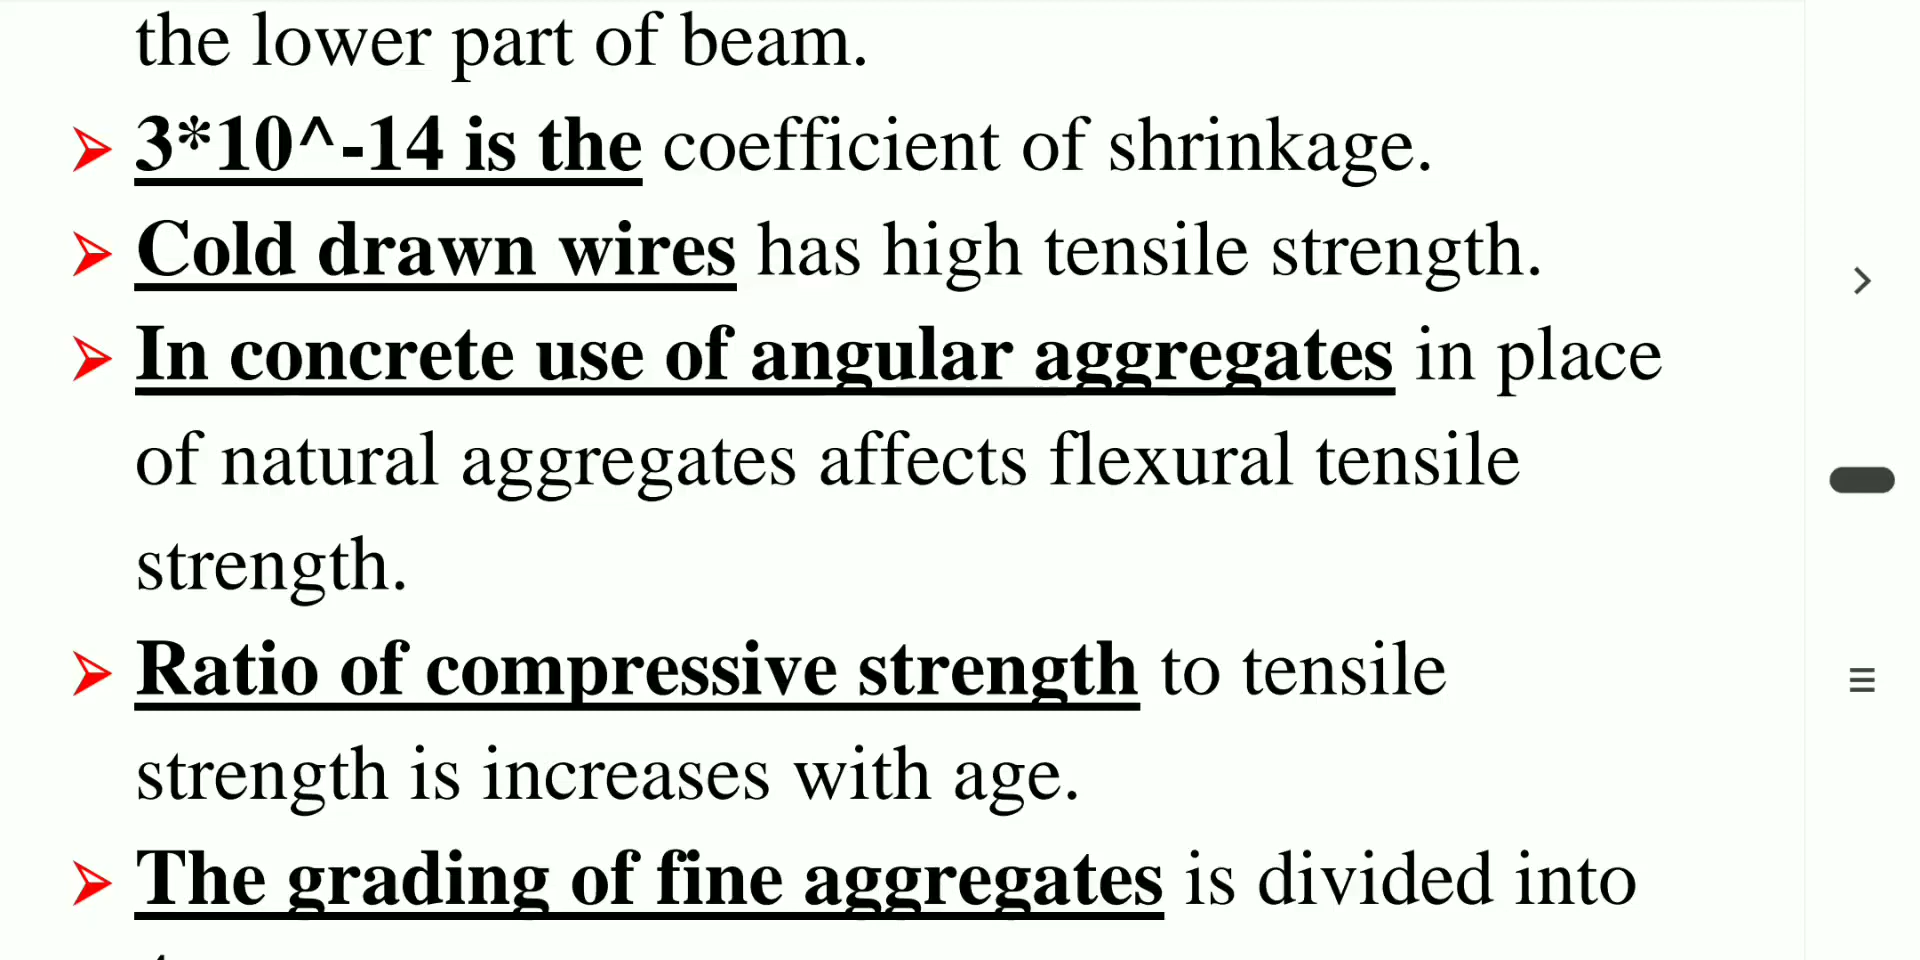 the lower part of beam.
3*10^-14 is the coefficient of shrinkage.
Cold drawn wires has high tensile strength.
In concrete use of angular aggregates in place
of natural aggregates affects flexural tensile
strength.
Ratio of compressive strength to tensile
strength is increases with age.
The grading of fine aggregates is divided into